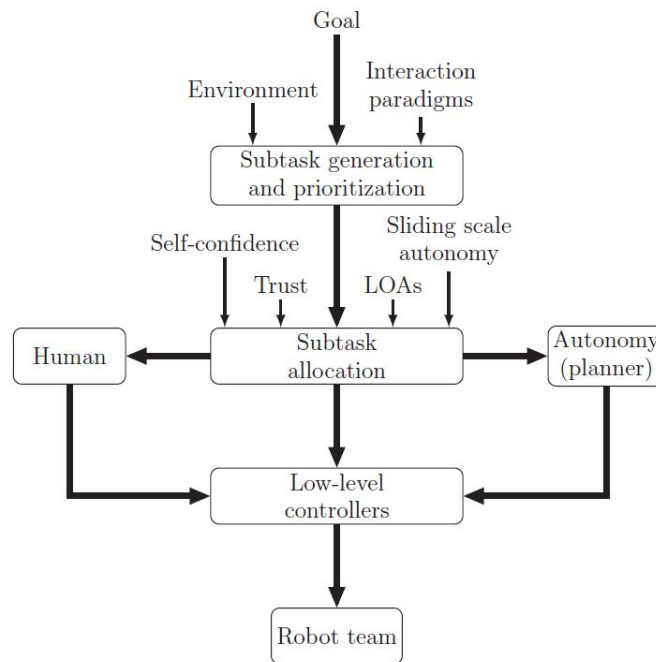 Goal
Environment
Interaction
paradigms
Subtask generation
and prioritization
Self-confidence
Sliding scale
autonomy
Trust
LOAs
Human
Subtask
allocation
Autonomy
(planner)
Low-level
controllers
Robot team